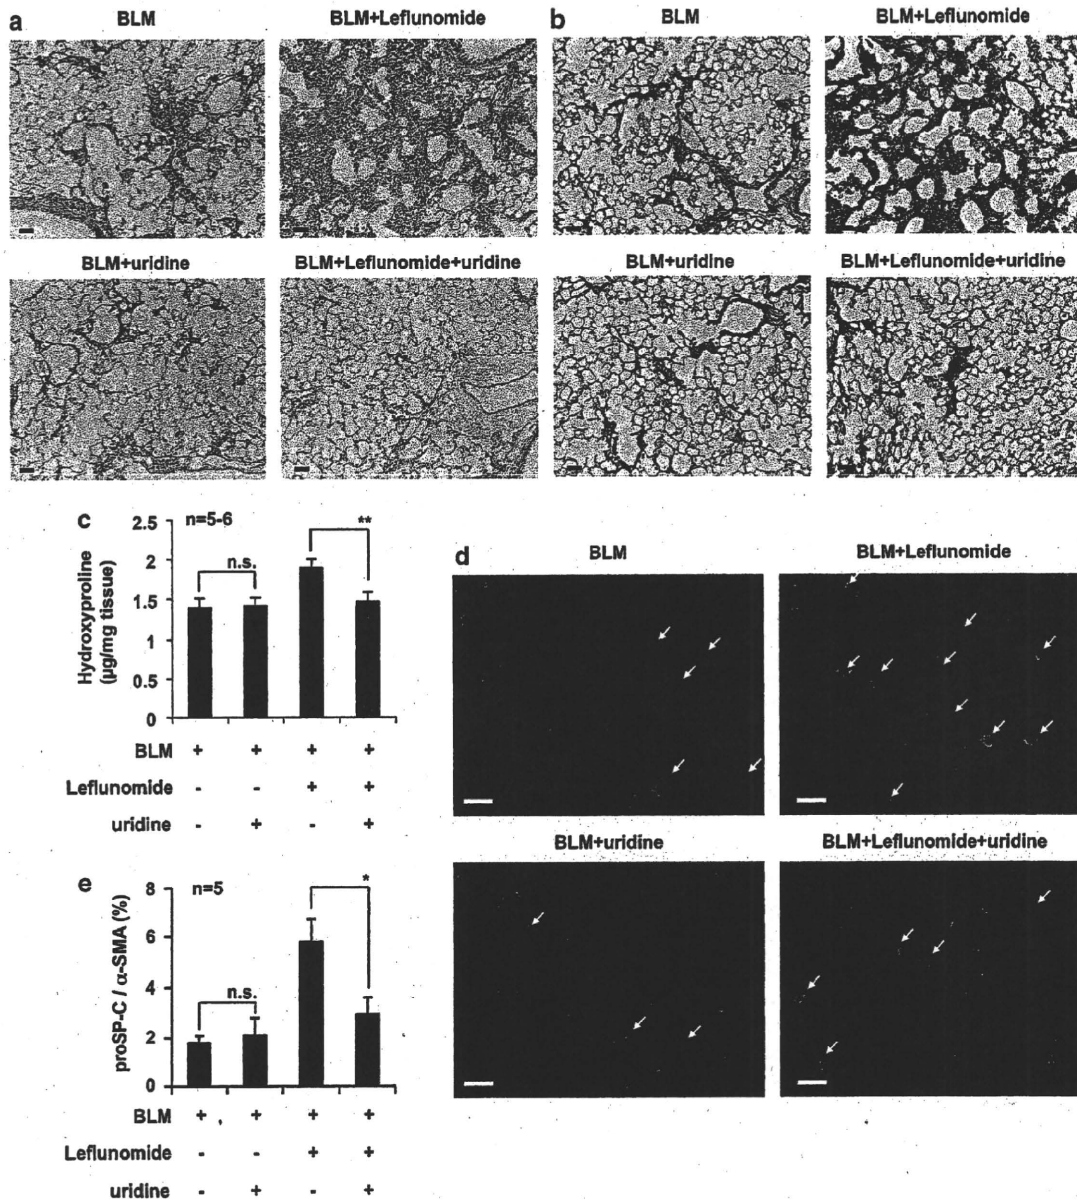 a BLM BLM+Leflunomide b BLM BLM+Leflunomide
BLM+uridine BLM+Leflunomide+uridine BLM+uridine BLM+Leflunomide+uridine
c
Hydroxyproline
(µg/mg tissue)
2.5
2
1.5
1
0.5
0
n=5-6
n.s.
**
BLM + + + +
Leflunomide - - + +
uridine - + - +
d BLM BLM+Leflunomide
BLM+uridine BLM+Leflunomide+uridine
e
proSP-C / α-SMA (%)
8
6
4
2
0
n=5
n.s.
*
BLM + + + +
Leflunomide - - + +
uridine - + - +